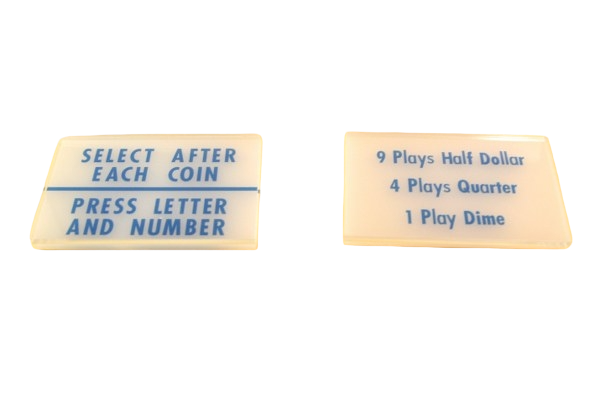 SELECT AFTER
EACH COIN
PRESS LETTER
AND NUMBER
9 Plays Half Dollar
4 Plays Quarter
1 Play Dime